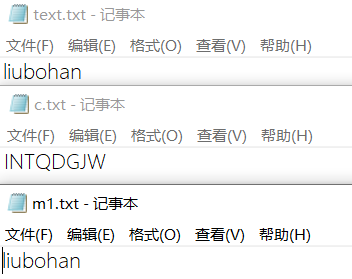 text.txt - 记事本
文件(F) 编辑(E) 格式(O) 查看(V) 帮助(H)
liubohan
c.txt - 记事本
文件(F) 编辑(E) 格式(O) 查看(V) 帮助(H)
INTQDGJW
m1.txt - 记事本
文件(F) 编辑(E) 格式(O) 查看(V) 帮助(H)
liubohan